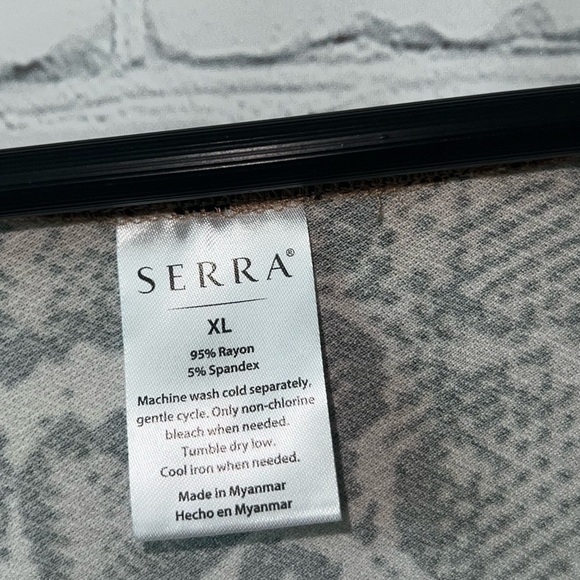 SERRA®
XL
95% Rayon
5% Spandex
Machine wash cold separately,
gentle cycle. Only non-chlorine
bleach when needed.
Tumble dry low.
Cool iron when needed.
Made in Myanmar
Hecho en Myanmar